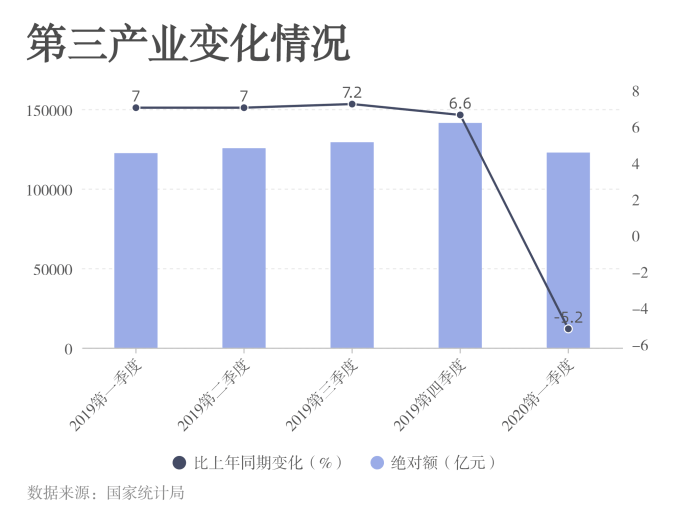 第三产业变化情况
150000
100000
50000
0
8
6
4
2
0
-2
-4
-6
7
7
7.2
6.6
-5.2
2019第一季度
2019第二季度
2019第三季度
2019第四季度
2020第一季度
比上年同期变化（%） 绝对额（亿元）
数据来源：国家统计局